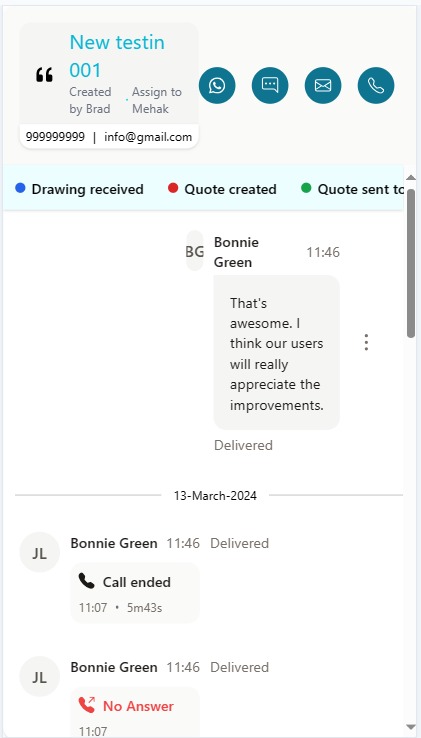 New testin
001
Created
by Brad
·
Assign to
Mehak
999999999 | info@gmail.com
Drawing received
Quote created
Quote sent to
BG
Bonnie
Green
11:46
That's
awesome. I
think our users
will really
appreciate the
improvements.
Delivered
13-March-2024
JL
Bonnie Green 11:46 Delivered
Call ended
11:07 • 5m43s
JL
Bonnie Green 11:46 Delivered
No Answer
11:07